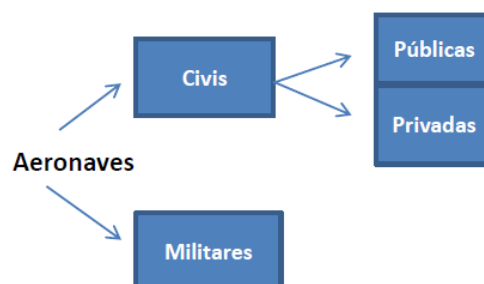 Públicas
Civis
Privadas
Aeronaves
Militares